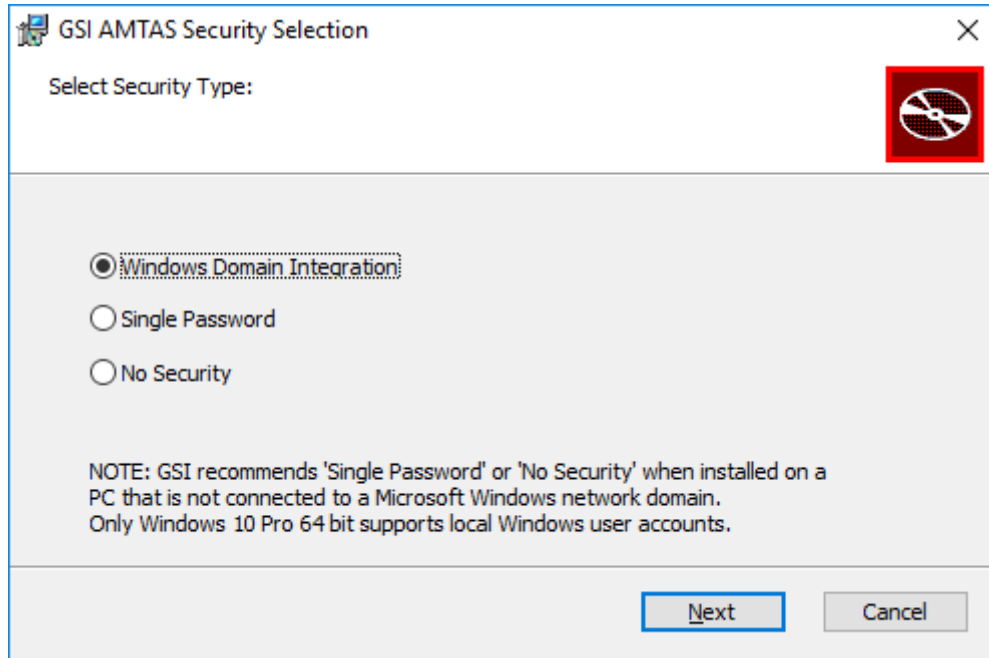 GSI AMTAS Security Selection
Select Security Type:
Windows Domain Integration
Single Password
No Security
NOTE: GSI recommends 'Single Password' or 'No Security' when installed on a
PC that is not connected to a Microsoft Windows network domain.
Only Windows 10 Pro 64 bit supports local Windows user accounts.
Next
Cancel